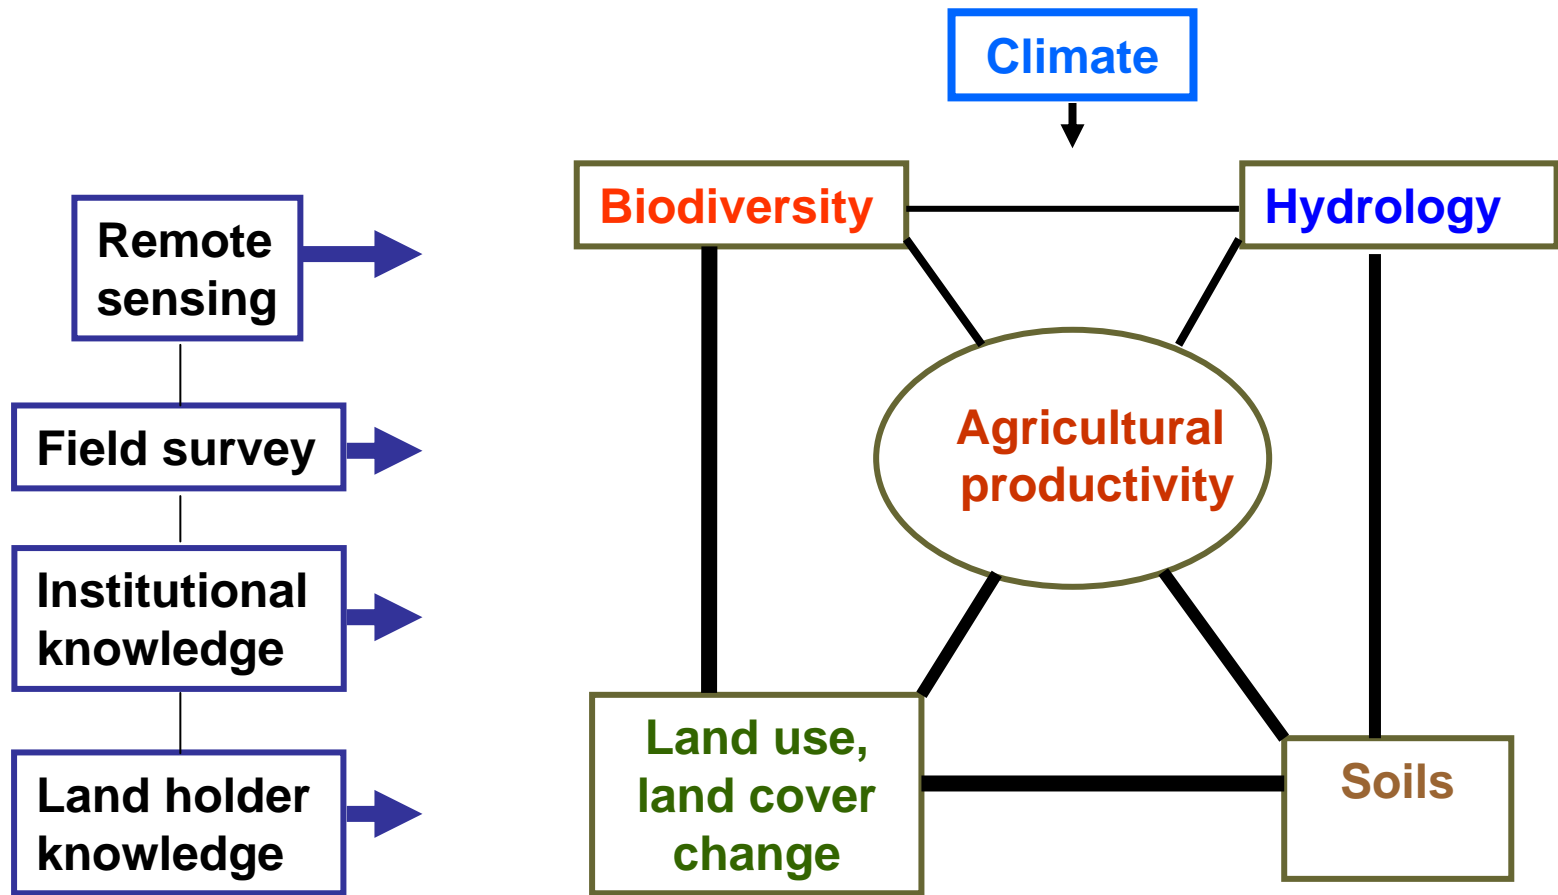 Climate
Biodiversity
Hydrology
Remote
sensing
Field survey
Agricultural
productivity
Institutional
knowledge
Land holder
knowledge
Land use,
land cover
change
Soils